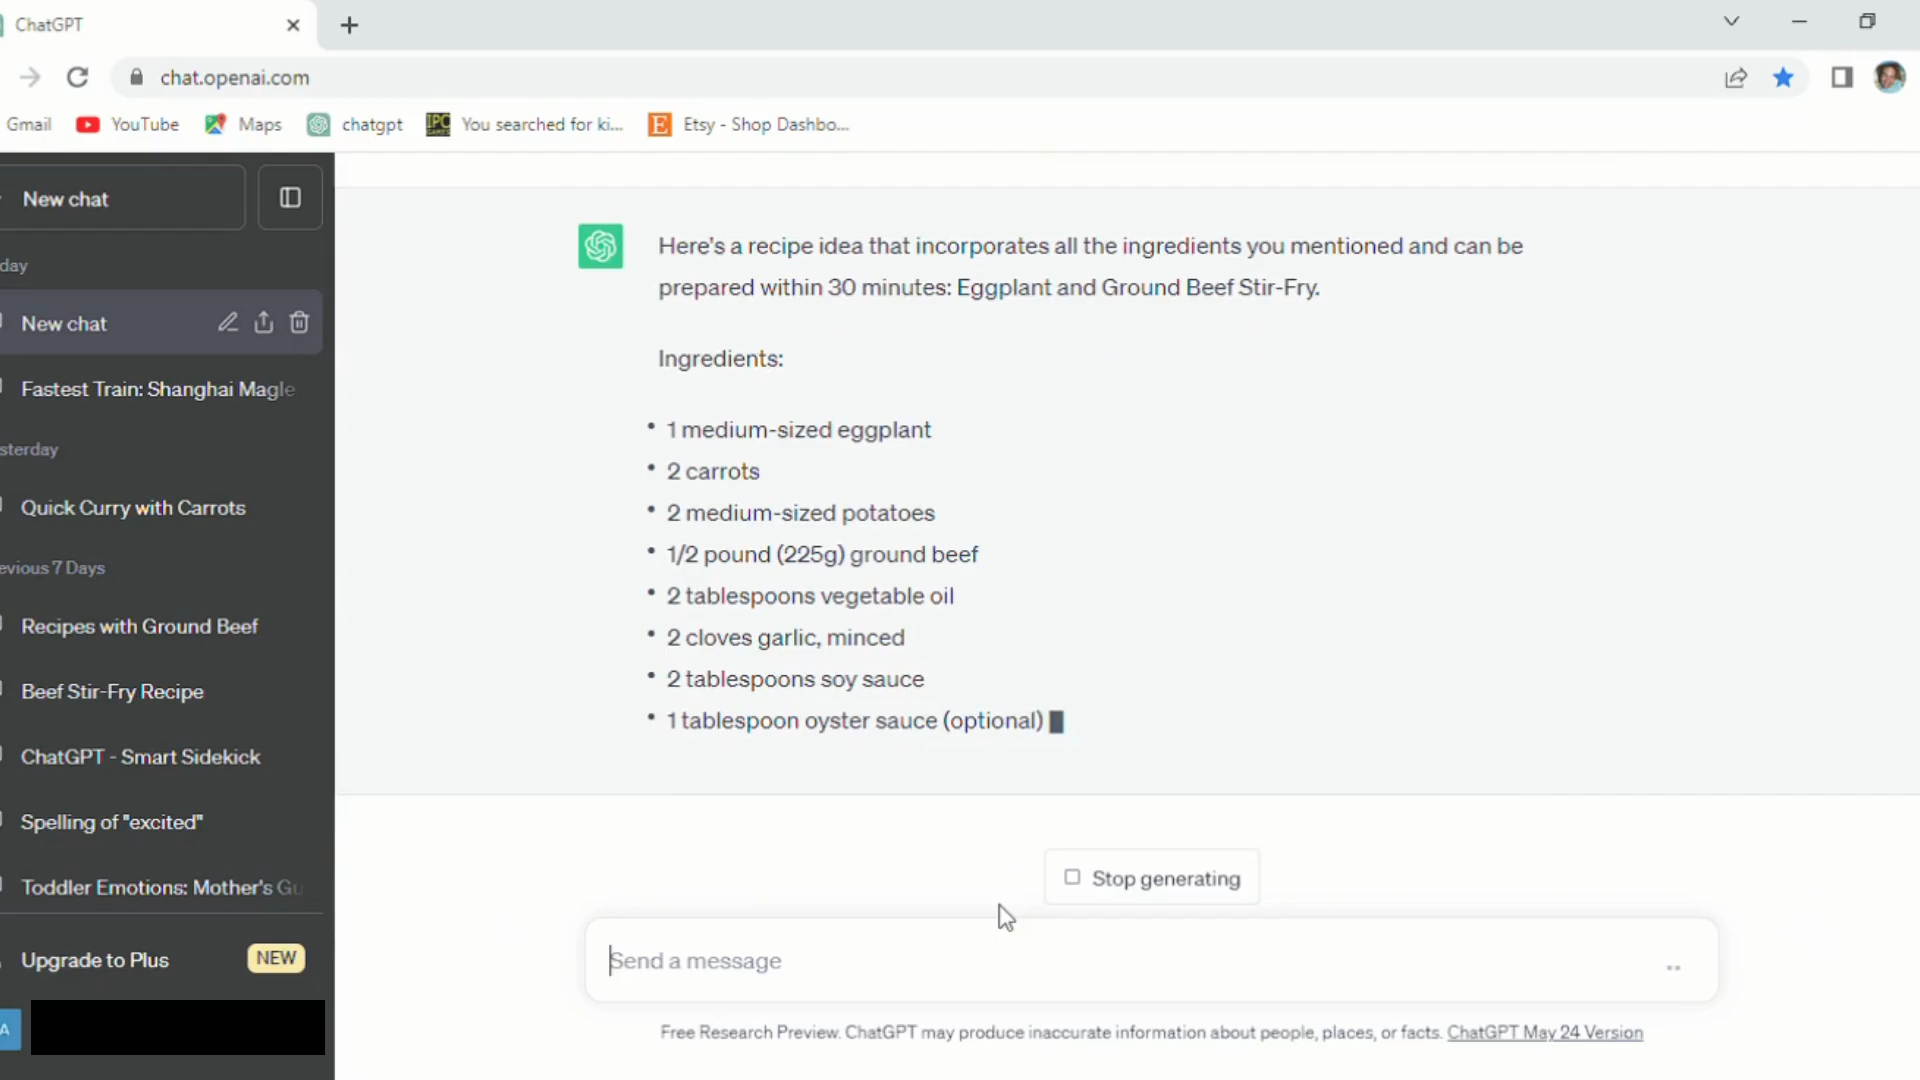 ChatGPT
chat.openai.com
Gmail
YouTube
Maps
chatgpt
IPC
You searched for ki...
E
Etsy - Shop Dashbo...
New chat
day
New chat
Fastest Train: Shanghai Magle
sterday
Quick Curry with Carrots
evious 7 Days
Recipes with Ground Beef
Beef Stir-Fry Recipe
ChatGPT - Smart Sidekick
Spelling of "excited"
Toddler Emotions: Mother's Gu
Upgrade to Plus
NEW
A
Here's a recipe idea that incorporates all the ingredients you mentioned and can be
prepared within 30 minutes: Eggplant and Ground Beef Stir-Fry.
Ingredients:
• 1 medium-sized eggplant
• 2 carrots
• 2 medium-sized potatoes
• 1/2 pound (225g) ground beef
• 2 tablespoons vegetable oil
• 2 cloves garlic, minced
• 2 tablespoons soy sauce
• 1 tablespoon oyster sauce (optional)
Stop generating
Send a message
Free Research Preview. ChatGPT may produce inaccurate information about people, places, or facts. ChatGPT May 24 Version